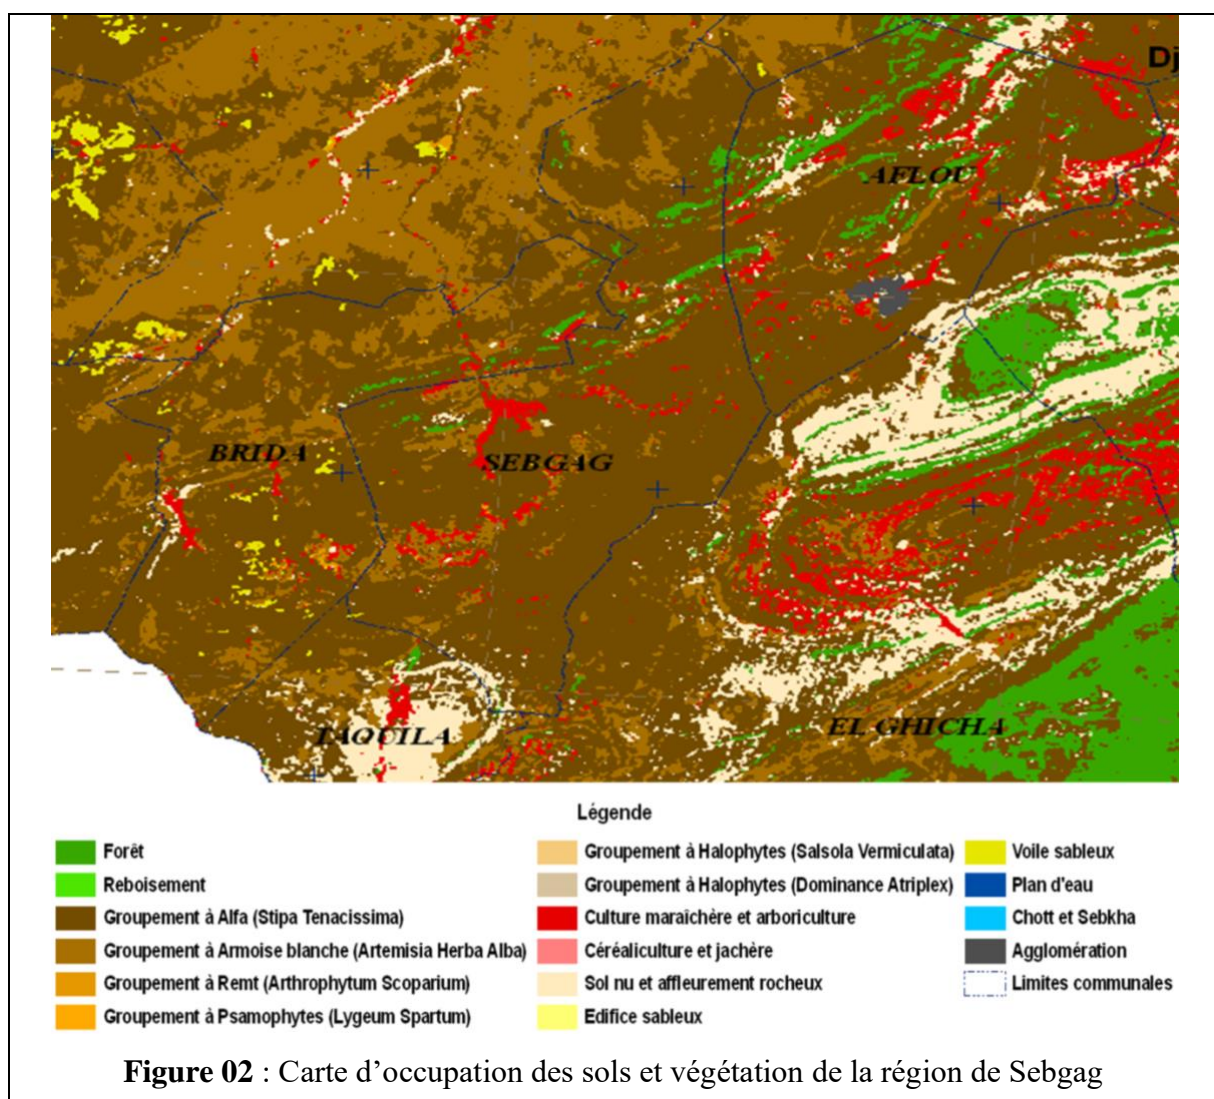 Dj
AFLOU
BRIDA
SEBGAG
TAOUILA
EL GHICHA
Légende
Forêt
Reboisement
Groupement à Alfa (Stipa Tenacissima)
Groupement à Armoise blanche (Artemisia Herba Alba)
Groupement à Remt (Arthrophytum Scoparium)
Groupement à Psamophytes (Lygeum Spartum)
Groupement à Halophytes (Salsola Vermiculata)
Groupement à Halophytes (Dominance Atriplex)
Culture maraîchère et arboriculture
Céréaliculture et jachère
Sol nu et affleurement rocheux
Edifice sableux
Voile sableux
Plan d'eau
Chott et Sebkha
Agglomération
Limites communales
Figure 02 : Carte d’occupation des sols et végétation de la région de Sebgag